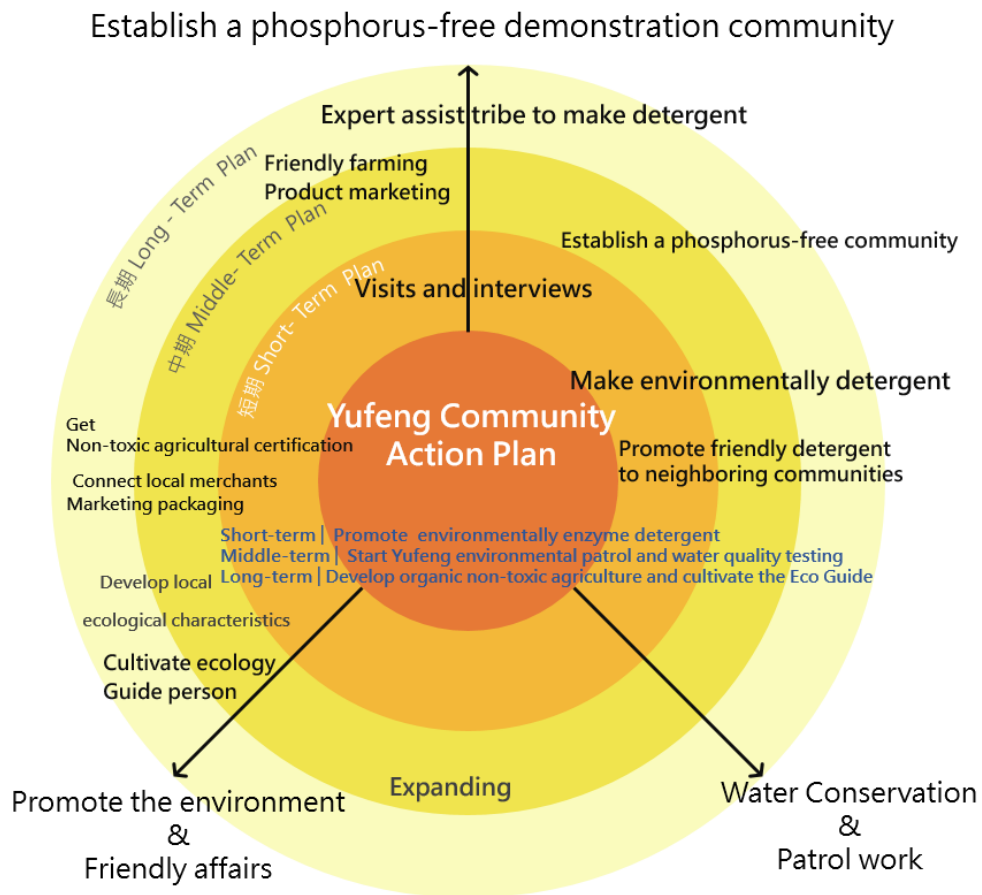 Establish a phosphorus-free demonstration community
Expert assist tribe to make detergent
Friendly farming
Product marketing
長期 Long - Term Plan
中期 Middle- Term Plan
短期 Short- Term Plan
Establish a phosphorus-free community
Visits and interviews
Make environmentally detergent
Yufeng Community
Action Plan
Get
Non-toxic agricultural certification
Promote friendly detergent
to neighboring communities
Connect local merchants
Marketing packaging
Short-term | Promote environmentally enzyme detergent
Middle-term | Start Yufeng environmental patrol and water quality testing
Long-term | Develop organic non-toxic agriculture and cultivate the Eco Guide
Develop local
ecological characteristics
Cultivate ecology
Guide person
Expanding
Promote the environment
&
Friendly affairs
Water Conservation
&
Patrol work